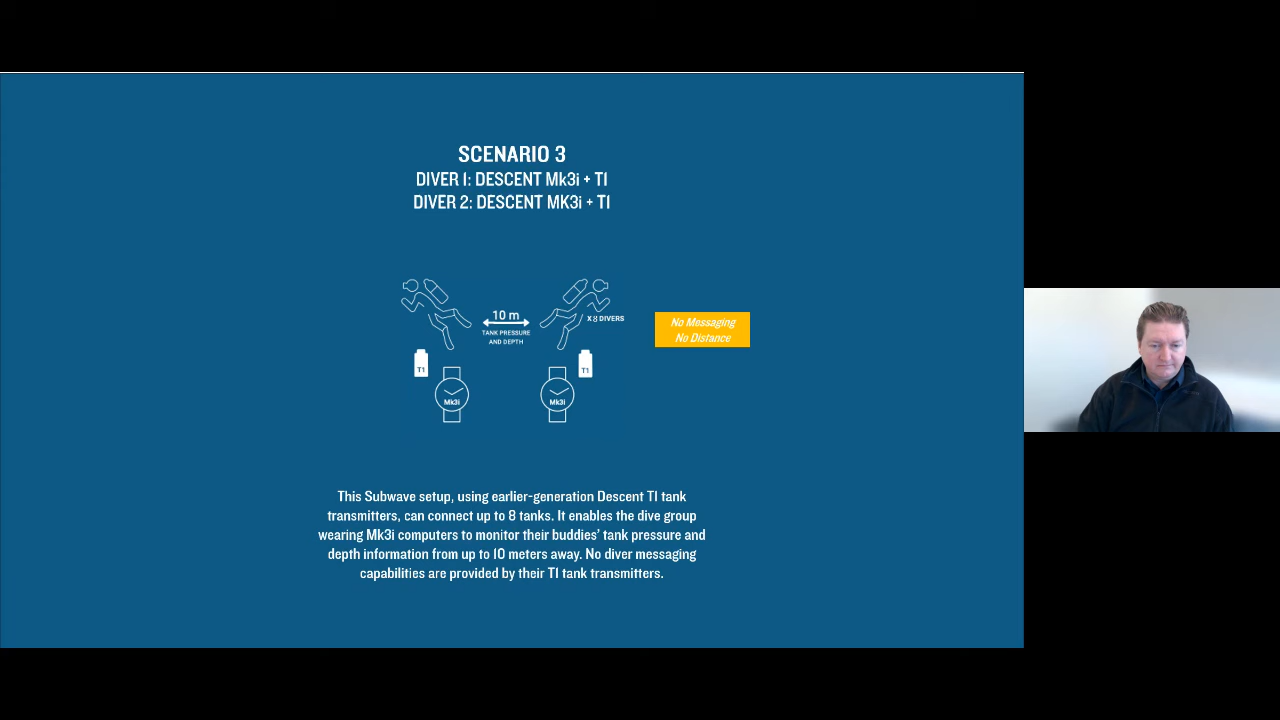 SCENARIO 3
DIVER 1: DESCENT Mk3i + T1
DIVER 2: DESCENT MK3i + T1
10 m
TANK PRESSURE
AND DEPTH
X 8 DIVERS
No Messaging
No Distance
T1
T1
Mk3i
Mk3i
This Subwave setup, using earlier-generation Descent T1 tank
transmitters, can connect up to 8 tanks. It enables the dive group
wearing Mk3i computers to monitor their buddies' tank pressure and
depth information from up to 10 meters away. No diver messaging
capabilities are provided by their T1 tank transmitters.